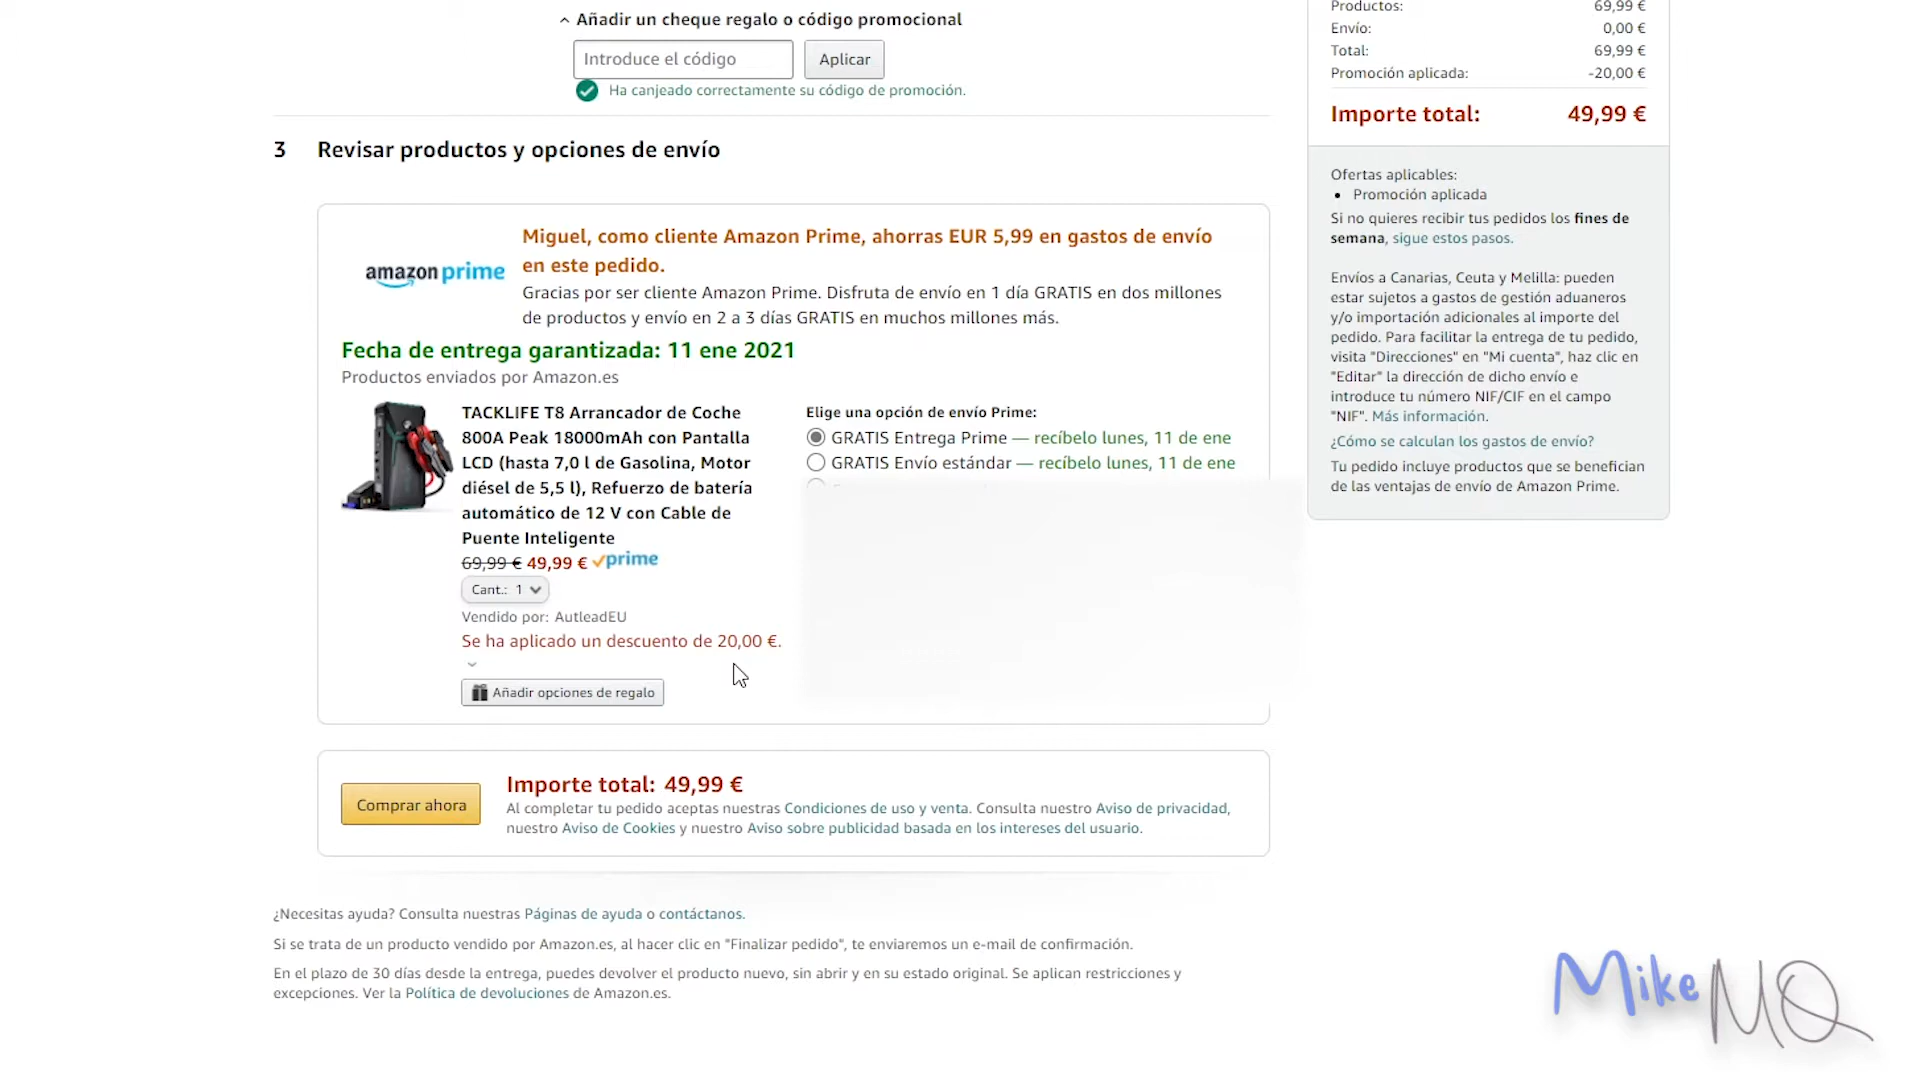 Añadir un cheque regalo o código promocional
Introduce el código
Aplicar
Ha canjeado correctamente su código de promoción.
3 Revisar productos y opciones de envío
Miguel, como cliente Amazon Prime, ahorras EUR 5,99 en gastos de envío
en este pedido.
amazon prime
Gracias por ser cliente Amazon Prime. Disfruta de envío en 1 día GRATIS en dos millones
de productos y envío en 2 a 3 días GRATIS en muchos millones más.
Fecha de entrega garantizada: 11 ene 2021
Productos enviados por Amazon.es
TACKLIFE T8 Arrancador de Coche
800A Peak 18000mAh con Pantalla
LCD (hasta 7,0 l de Gasolina, Motor
diésel de 5,5 l), Refuerzo de batería
automático de 12 V con Cable de
Puente Inteligente
69,99 € 49,99 € prime
Cant.: 1
Vendido por: AutleadEU
Se ha aplicado un descuento de 20,00 €.
Añadir opciones de regalo
Elige una opción de envío Prime:
GRATIS Entrega Prime — recíbelo lunes, 11 de ene
GRATIS Envío estándar — recíbelo lunes, 11 de ene
Comprar ahora
Importe total: 49,99 €
Al completar tu pedido aceptas nuestras Condiciones de uso y venta. Consulta nuestro Aviso de privacidad,
nuestro Aviso de Cookies y nuestro Aviso sobre publicidad basada en los intereses del usuario.
¿Necesitas ayuda? Consulta nuestras Páginas de ayuda o contáctanos.
Si se trata de un producto vendido por Amazon.es, al hacer clic en "Finalizar pedido", te enviaremos un e-mail de confirmación.
En el plazo de 30 días desde la entrega, puedes devolver el producto nuevo, sin abrir y en su estado original. Se aplican restricciones y
excepciones. Ver la Política de devoluciones de Amazon.es.
Productos: 69,99 €
Envío: 0,00 €
Total: 69,99 €
Promoción aplicada: -20,00 €
Importe total: 49,99 €
Ofertas aplicables:
• Promoción aplicada
Si no quieres recibir tus pedidos los fines de
semana, sigue estos pasos.
Envíos a Canarias, Ceuta y Melilla: pueden
estar sujetos a gastos de gestión aduaneros
y/o importación adicionales al importe del
pedido. Para facilitar la entrega de tu pedido,
visita "Direcciones" en "Mi cuenta", haz clic en
"Editar" la dirección de dicho envío e
introduce tu número NIF/CIF en el campo
"NIF". Más información.
¿Cómo se calculan los gastos de envío?
Tu pedido incluye productos que se benefician
de las ventajas de envío de Amazon Prime.
Mike MQ